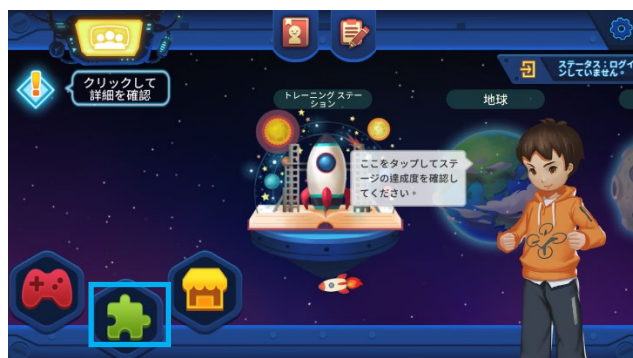 クリックして
詳細を確認
ステータス：ログイ
ンしていません。
トレーニング ステー
ション
地球
ここをタップしてステ
ージの達成度を確認し
てください。